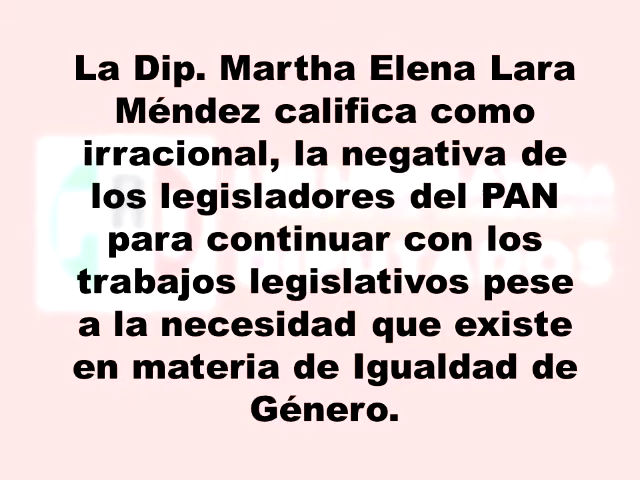 La Dip. Martha Elena Lara
Méndez califica como
irracional, la negativa de
los legisladores del PAN
para continuar con los
trabajos legislativos pese
a la necesidad que existe
en materia de Igualdad de
Género.